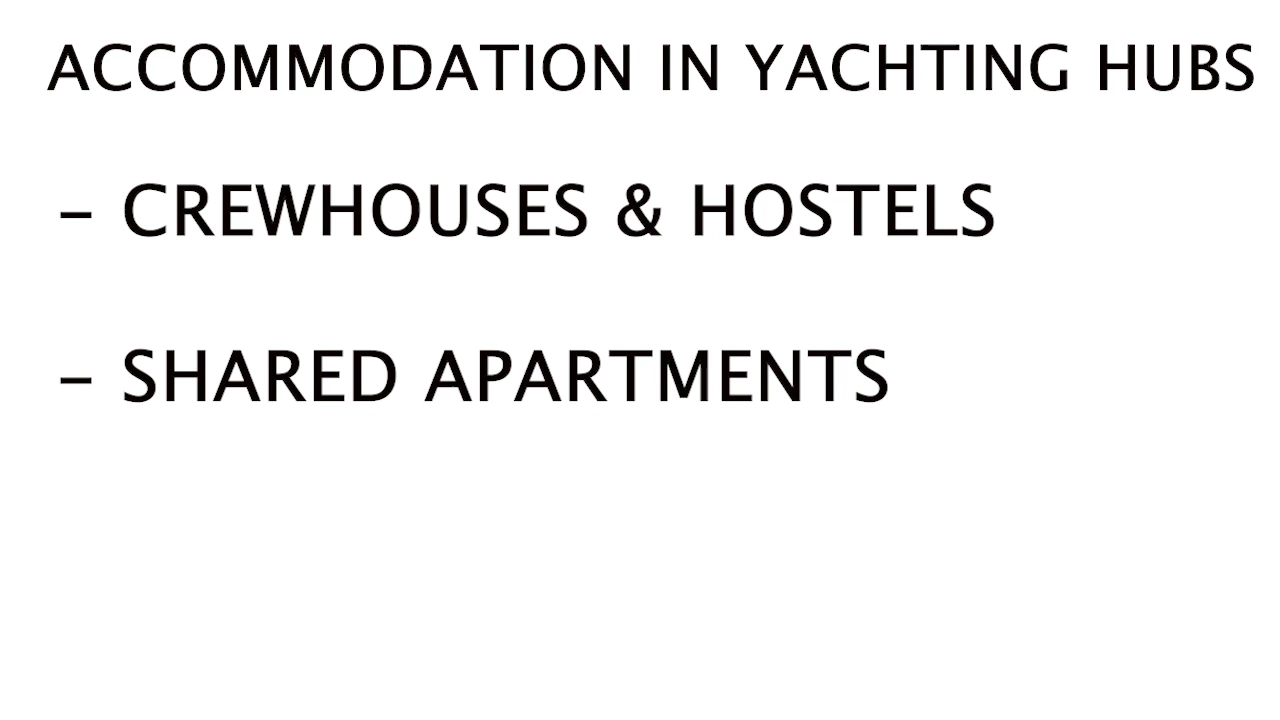 ACCOMMODATION IN YACHTING HUBS
- CREWHOUSES & HOSTELS
- SHARED APARTMENTS